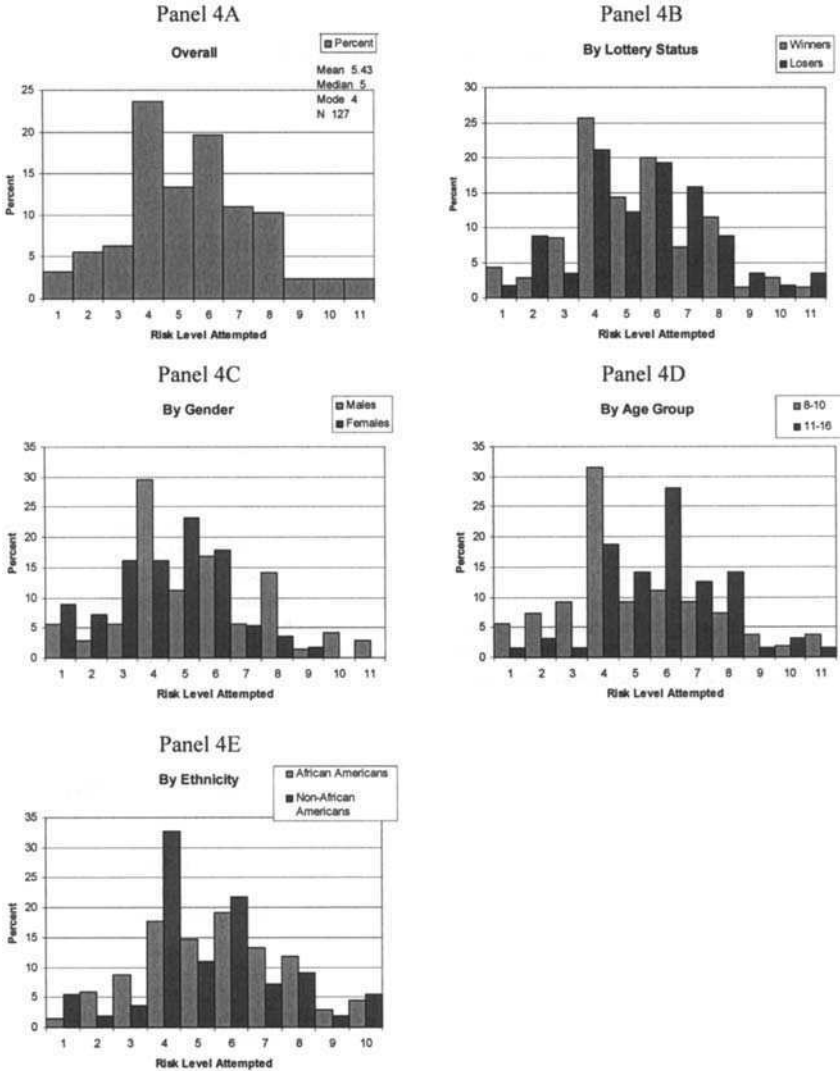 Panel 4A
Overall
Percent
Mean 5.43
Median 5
Mode 4
N 127
25
20
15
10
5
0
Percent
1 2 3 4 5 6 7 8 9 10 11
Risk Level Attempted
Panel 4B
By Lottery Status
Winners
Losers
30
25
20
15
10
5
0
Percent
1 2 3 4 5 6 7 8 9 10 11
Risk Level Attempted
Panel 4C
By Gender
Males
Females
35
30
25
20
15
10
5
0
Percent
1 2 3 4 5 6 7 8 9 10 11
Risk Level Attempted
Panel 4D
By Age Group
8-10
11-16
35
30
25
20
15
10
5
0
Percent
1 2 3 4 5 6 7 8 9 10 11
Risk Level Attempted
Panel 4E
By Ethnicity
African Americans
Non-African
Americans
35
30
25
20
15
10
5
0
Percent
1 2 3 4 5 6 7 8 9 10
Risk Level Attempted